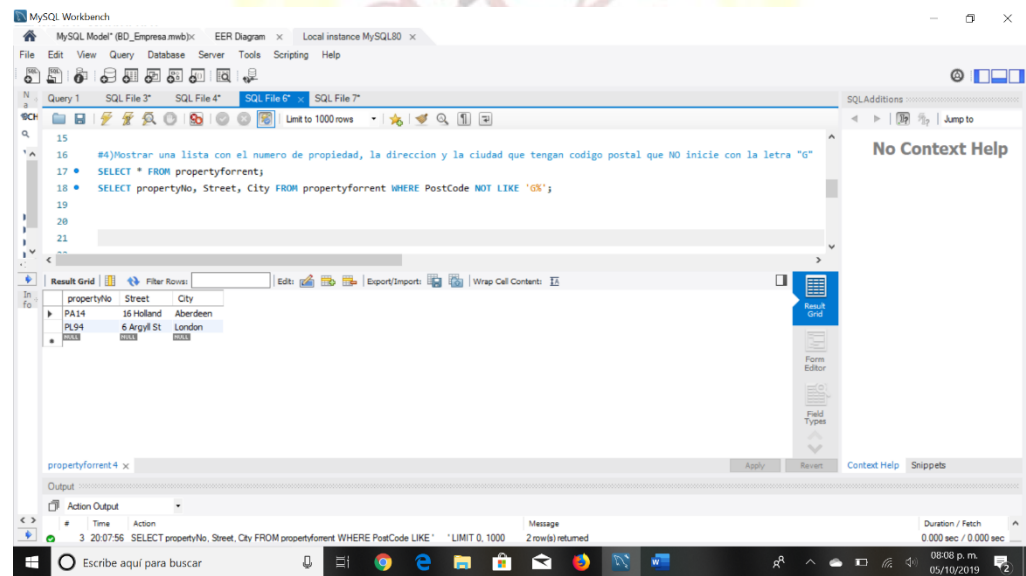 MySQL Workbench
MySQL Model* (BD_Empresa.mwb) × EER Diagram × Local instance MySQL80 ×
File Edit View Query Database Server Tools Scripting Help
Query 1 SQL File 3* SQL File 4* SQL File 6* × SQL File 7*
SQLAdditions
Limit to 1000 rows
Jump to
No Context Help
15
16 #4)Mostrar una lista con el numero de propiedad, la direccion y la ciudad que tengan codigo postal que NO inicie con la letra "G"
17 SELECT * FROM propertyforrent;
18 SELECT propertyNo, Street, City FROM propertyforrent WHERE PostCode NOT LIKE 'G%';
19
20
21
Result Grid Filter Rows: Edit: Export/Import: Wrap Cell Content: IA
propertyNo Street City
PA14 16 Holland Aberdeen
PL94 6 Argyll St London
NULL NULL NULL
Result Grid
Form Editor
Field Types
propertyforrent 4 ×
Apply Revert
Context Help Snippets
Output
Action Output
# Time Action Message Duration / Fetch
3 20:07:56 SELECT propertyNo, Street, City FROM propertyforrent WHERE PostCode LIKE ' ' LIMIT 0, 1000 2 row(s) returned 0.000 sec / 0.000 sec
Escribe aquí para buscar
08:08 p. m.
05/10/2019